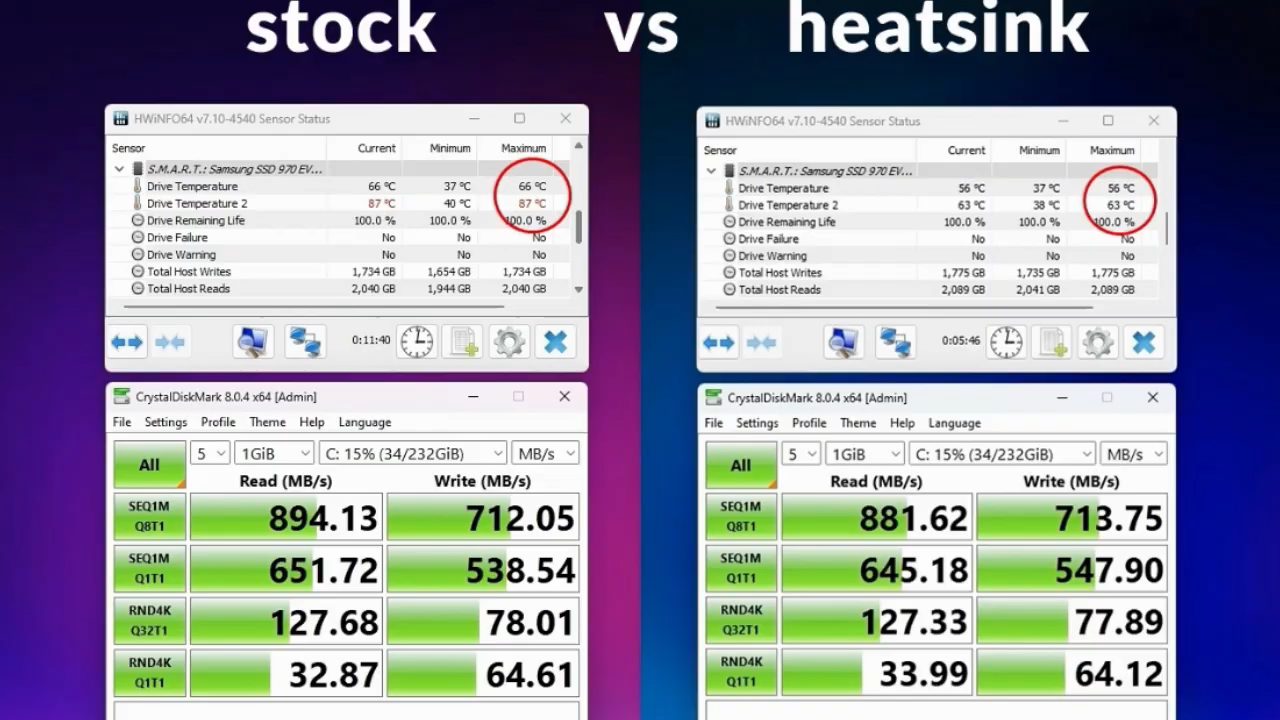 stock vs heatsink
HWiNFO64 v7.10-4540 Sensor Status
Sensor Current Minimum Maximum
S.M.A.R.T.: Samsung SSD 970 EV...
Drive Temperature 66 ºC 37 ºC 66 ºC
Drive Temperature 2 87 ºC 40 ºC 87 ºC
Drive Remaining Life 100.0 % 100.0 % 100.0 %
Drive Failure No No No
Drive Warning No No No
Total Host Writes 1,734 GB 1,654 GB 1,734 GB
Total Host Reads 2,040 GB 1,944 GB 2,040 GB
0:11:40
CrystalDiskMark 8.0.4 x64 [Admin]
File Settings Profile Theme Help Language
All 5 1GiB C: 15% (34/232GiB) MB/s
Read (MB/s) Write (MB/s)
SEQ1M
Q8T1
894.13 712.05
SEQ1M
Q1T1
651.72 538.54
RND4K
Q32T1
127.68 78.01
RND4K
Q1T1
32.87 64.61
HWiNFO64 v7.10-4540 Sensor Status
Sensor Current Minimum Maximum
S.M.A.R.T.: Samsung SSD 970 EV...
Drive Temperature 56 ºC 37 ºC 56 ºC
Drive Temperature 2 63 ºC 38 ºC 63 ºC
Drive Remaining Life 100.0 % 100.0 % 100.0 %
Drive Failure No No No
Drive Warning No No No
Total Host Writes 1,775 GB 1,735 GB 1,775 GB
Total Host Reads 2,089 GB 2,041 GB 2,089 GB
0:05:46
CrystalDiskMark 8.0.4 x64 [Admin]
File Settings Profile Theme Help Language
All 5 1GiB C: 15% (34/232GiB) MB/s
Read (MB/s) Write (MB/s)
SEQ1M
Q8T1
881.62 713.75
SEQ1M
Q1T1
645.18 547.90
RND4K
Q32T1
127.33 77.89
RND4K
Q1T1
33.99 64.12